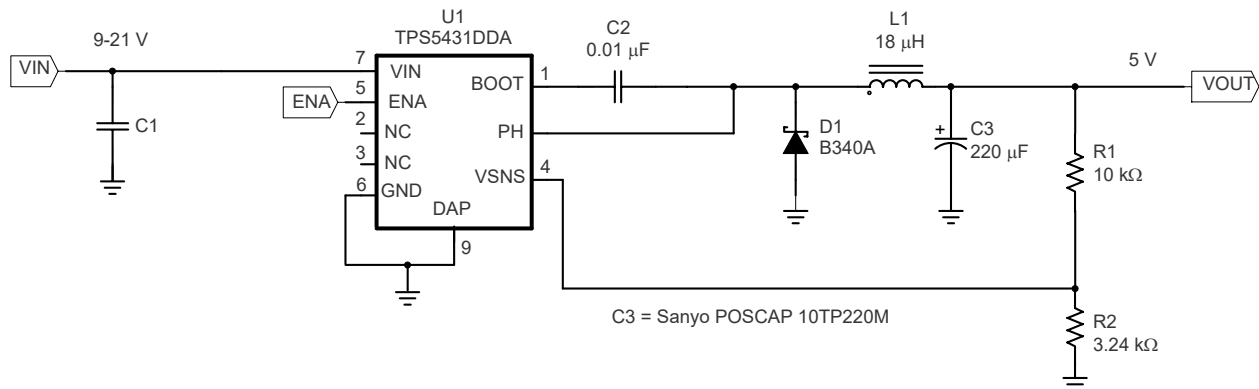 U1
TPS5431DDA
9-21 V
VIN
7
VIN
5
ENA
ENA
2
NC
3
NC
6
GND
DAP
9
BOOT
1
PH
VSNS
4
C1
C2
0.01 μF
L1
18 μH
5 V
VOUT
D1
B340A
+
C3
220 μF
R1
10 kΩ
C3 = Sanyo POSCAP 10TP220M
R2
3.24 kΩ